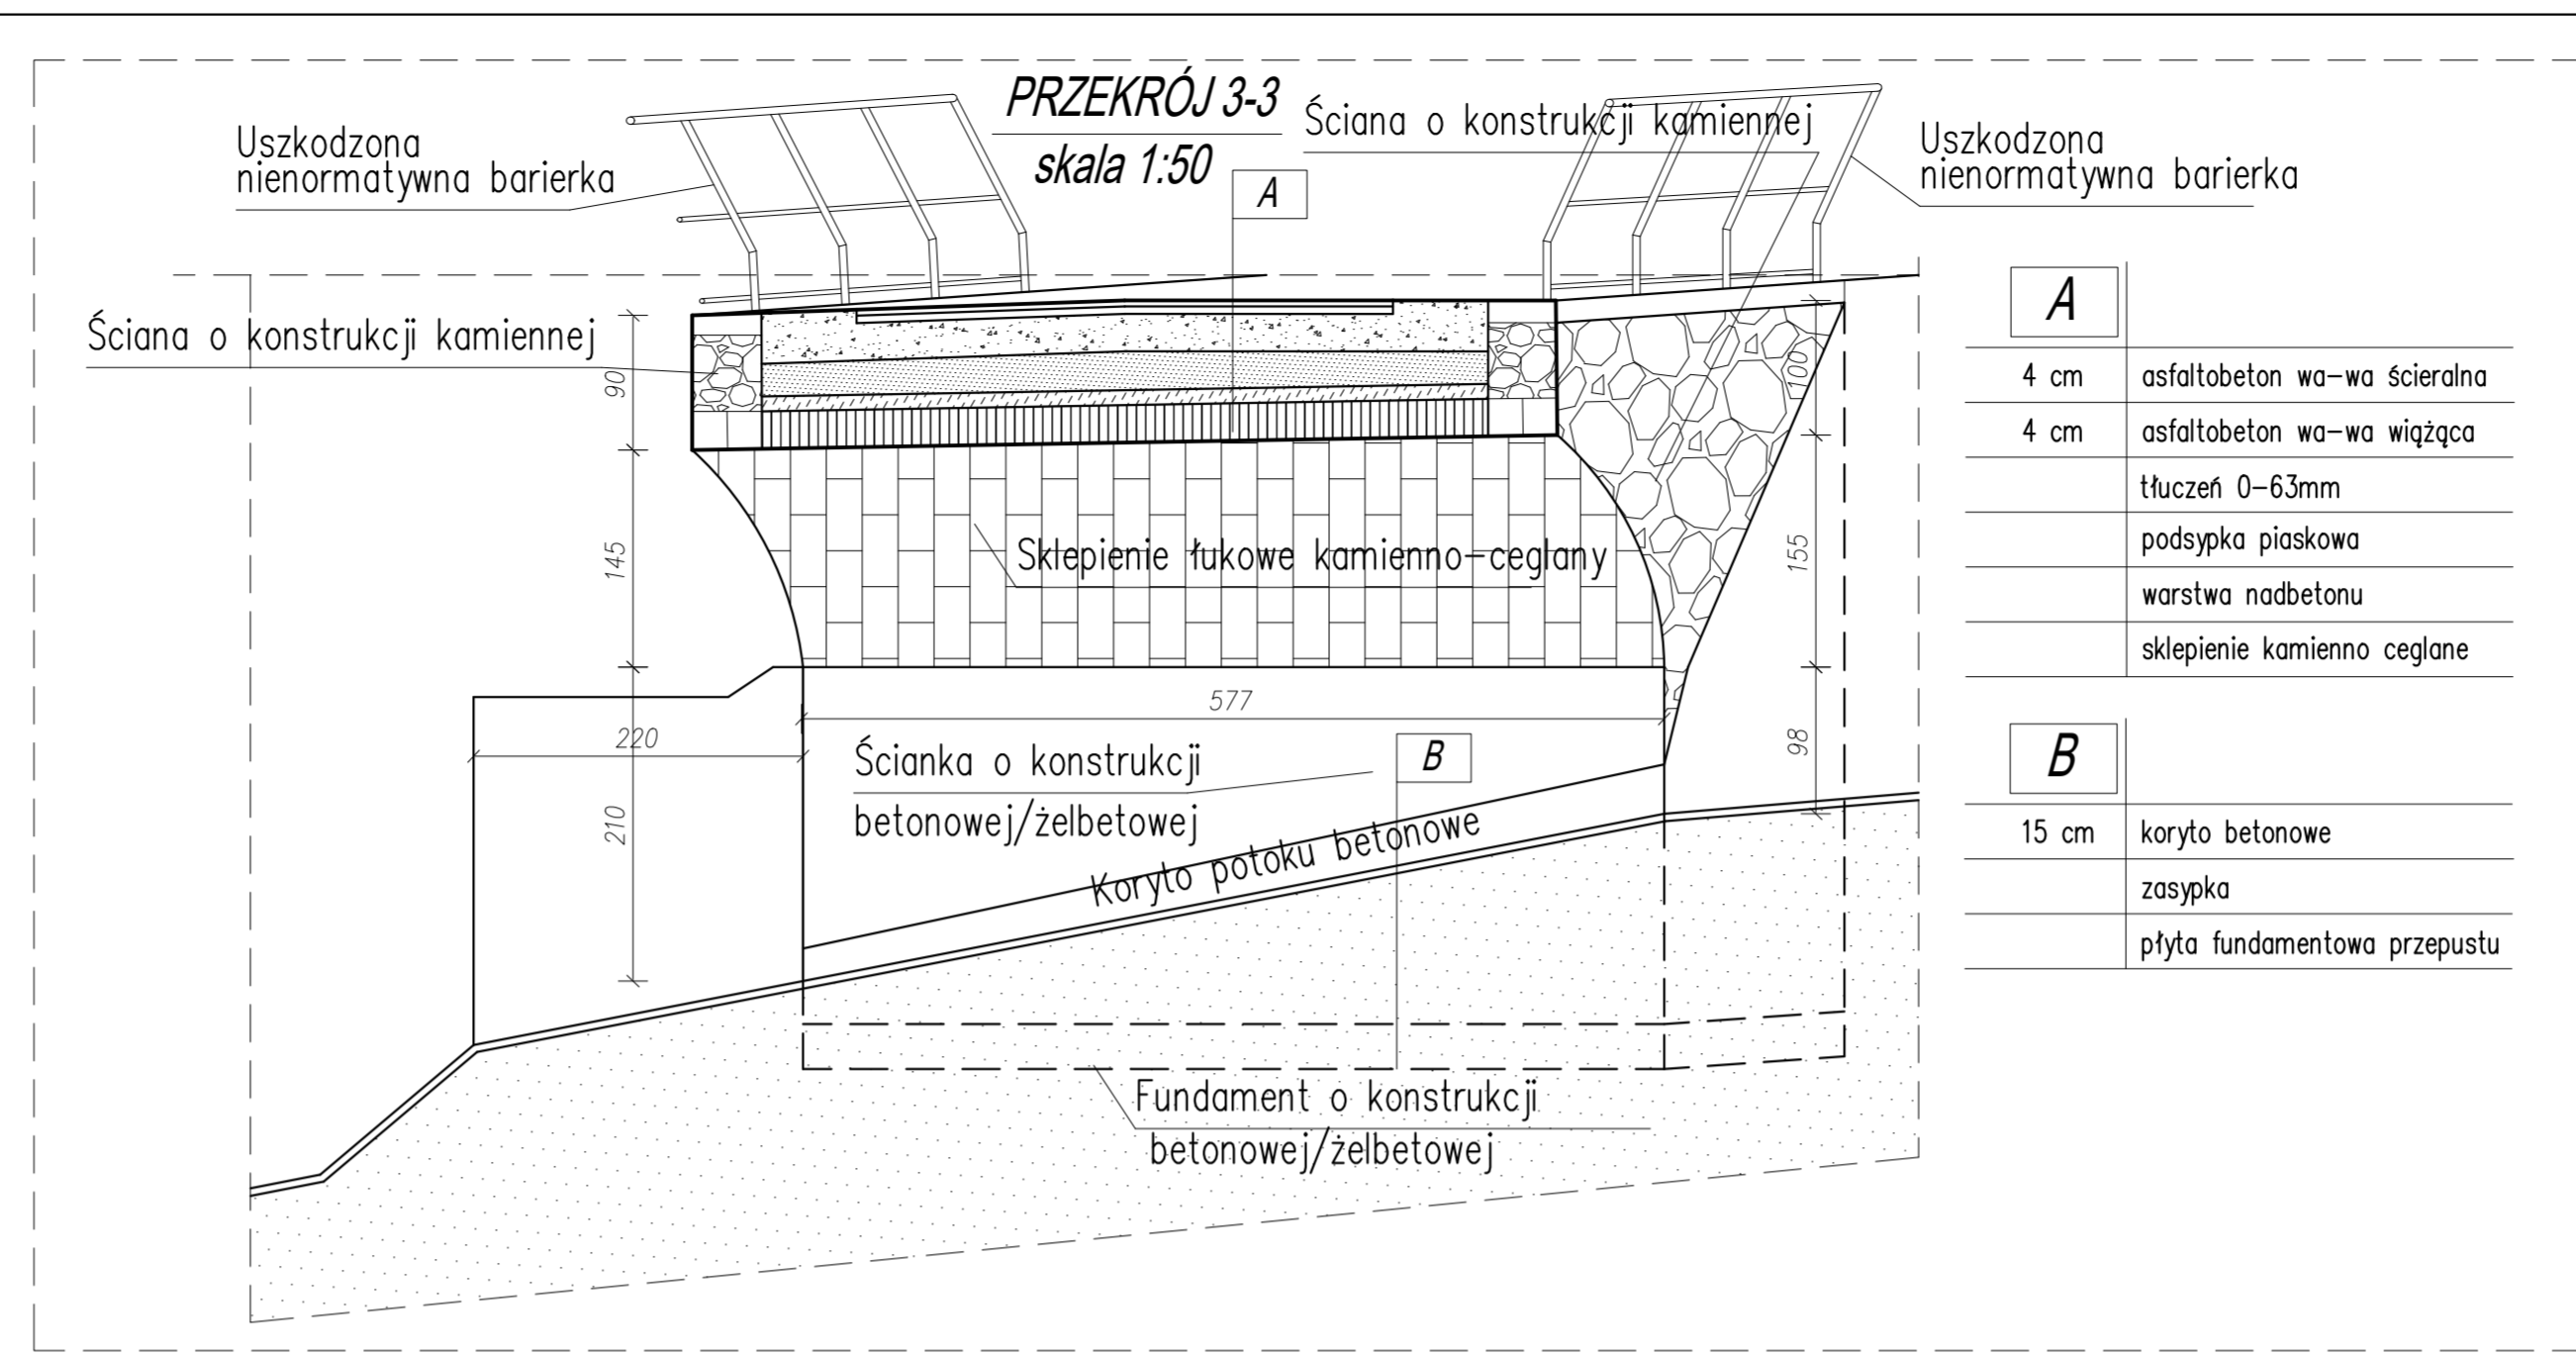 PRZEKRÓJ 3-3
skala 1:50
Uszkodzona
nienormatywna barierka
Ściana o konstrukcji kamiennej
Uszkodzona
nienormatywna barierka
A
Ściana o konstrukcji kamiennej
90
100
145
Sklepienie łukowe kamienno-ceglany
155
577
220
98
210
Ścianka o konstrukcji
betonowej/żelbetowej
B
Koryto potoku betonowe
Fundament o konstrukcji
betonowej/żelbetowej
A
4 cm asfaltobeton wa-wa ścieralna
4 cm asfaltobeton wa-wa wiążąca
tłuczeń 0-63mm
podsypka piaskowa
warstwa nadbetonu
sklepienie kamienno ceglane
B
15 cm koryto betonowe
zasypka
płyta fundamentowa przepustu